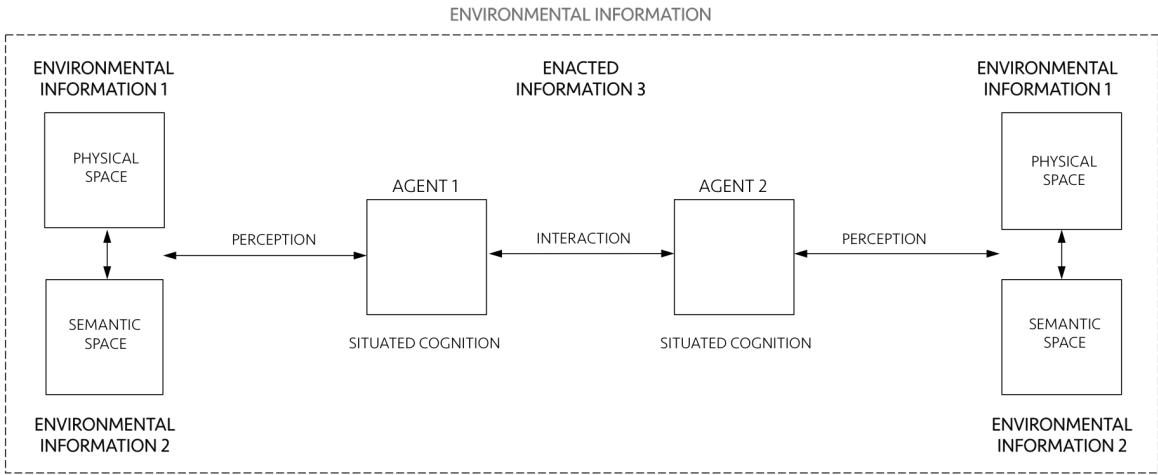 ENVIRONMENTAL INFORMATION
ENVIRONMENTAL
INFORMATION 1
PHYSICAL
SPACE
SEMANTIC
SPACE
ENVIRONMENTAL
INFORMATION 2
PERCEPTION
ENACTED
INFORMATION 3
AGENT 1
SITUATED COGNITION
INTERACTION
AGENT 2
SITUATED COGNITION
PERCEPTION
ENVIRONMENTAL
INFORMATION 1
PHYSICAL
SPACE
SEMANTIC
SPACE
ENVIRONMENTAL
INFORMATION 2